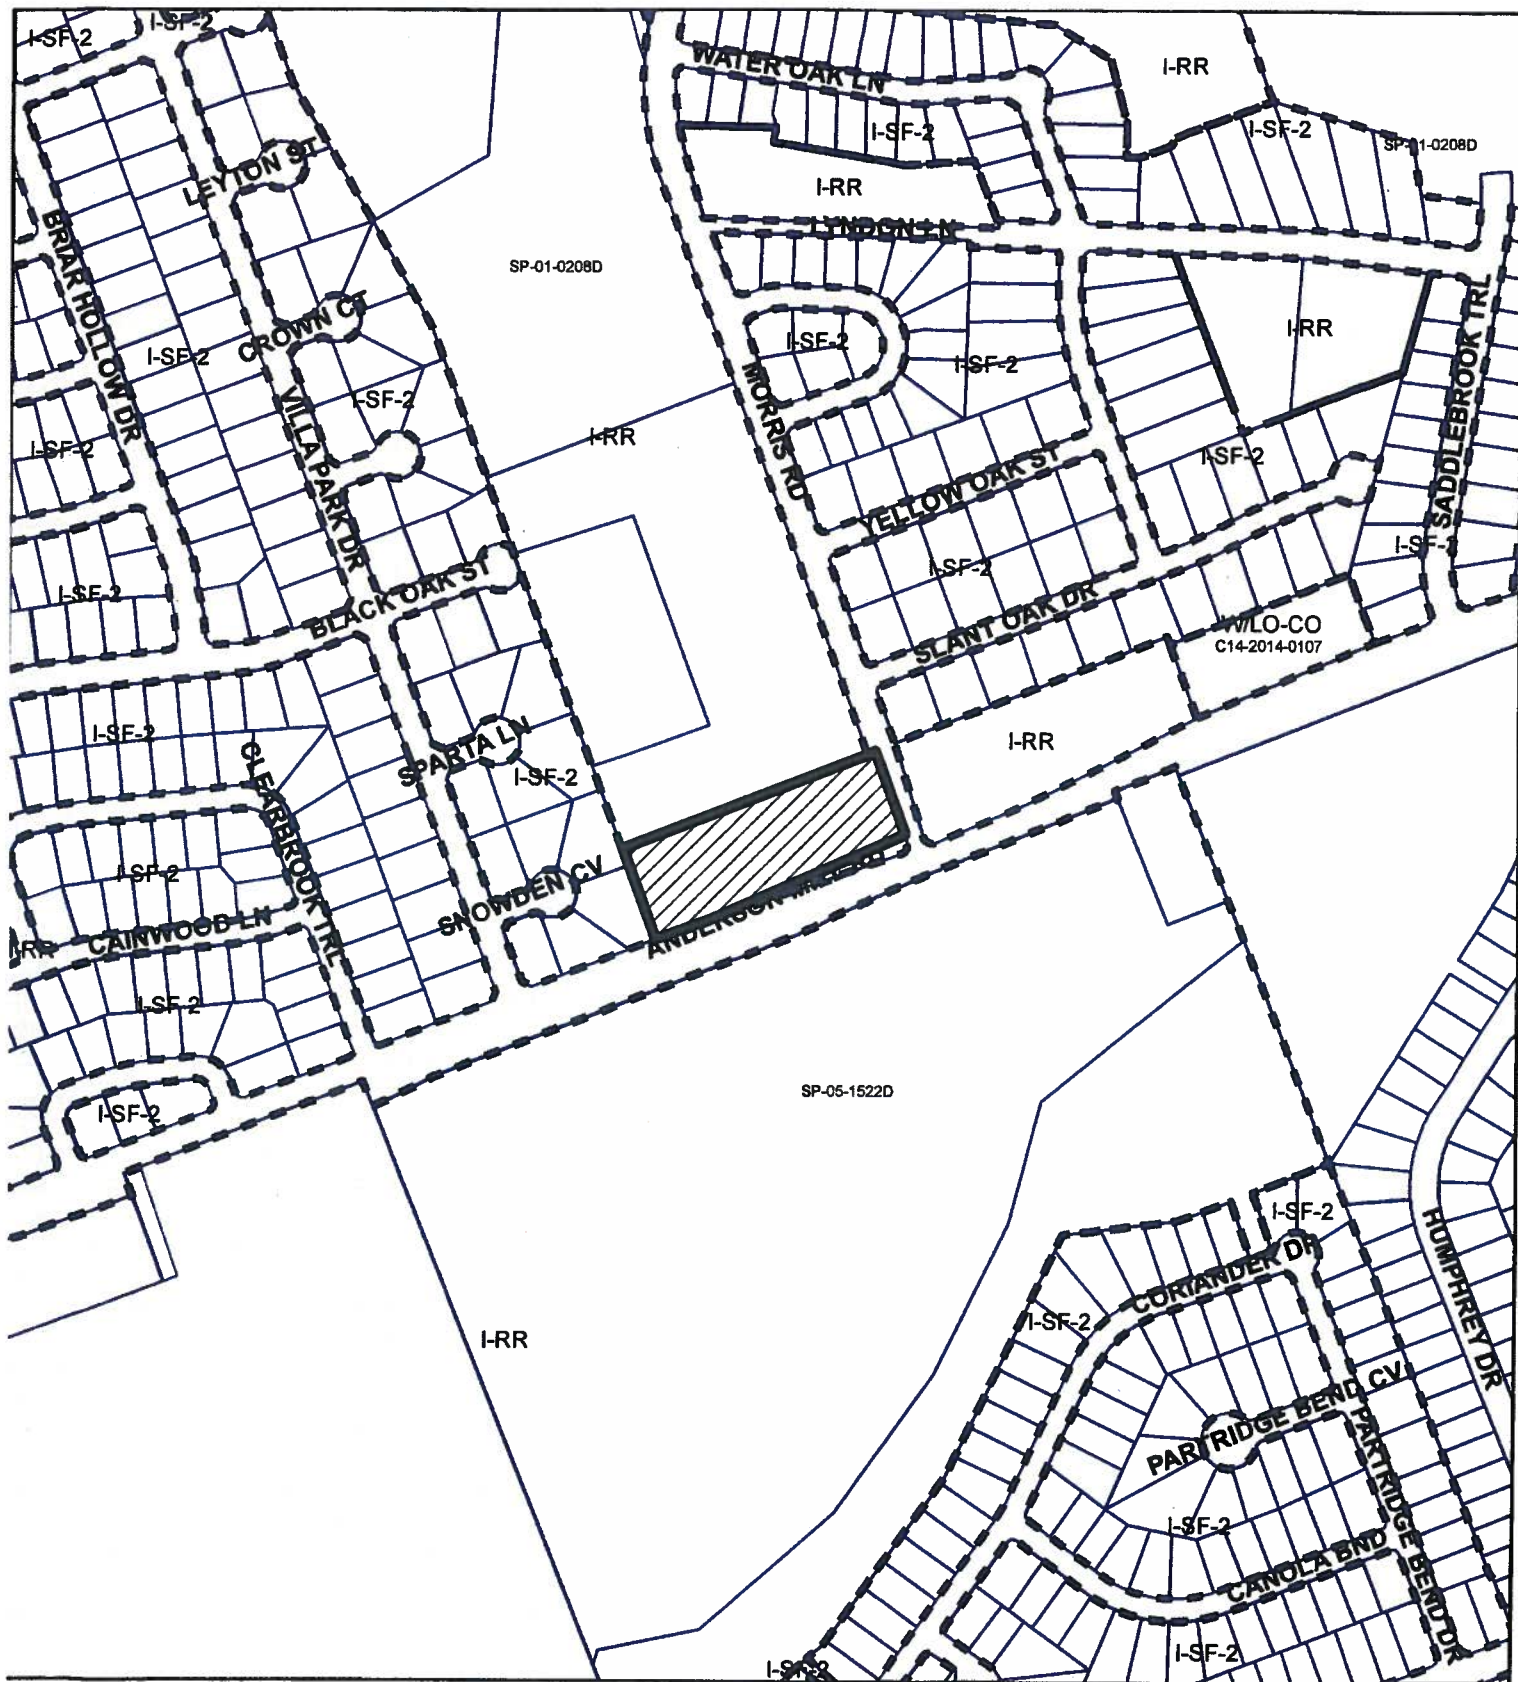 I-SF-2
I-SF-2
WATER OAK LN
I-RR
I-SF-2
I-SF-2
SP-01-0208D
LEYTON ST
I-RR
LYNDON LN
BRIAR HOLLOW DR
SP-01-0208D
CROWN CT
I-SF-2
I-SF-2
I-RR
SADDLEBROOK TRL
I-SF-2
MORRIS RD
I-SF-2
VILLA PARK DR
I-RR
I-SF-2
I-SF-2
YELLOW OAK ST
I-SF-2
I-SF-2
I-SF-2
BLACK OAK ST
SLANT OAK DR
W/LO-CO
C14-2014-0107
I-SF-2
CLEARBROOK TRL
SPARTA LN
I-SF-2
I-RR
I-SF-2
SNOWDEN CV
ANDERSON MILL RD
CAINWOOD LN
I-RR
I-SF-2
SP-05-1522D
I-SF-2
I-SF-2
HUMPHREY DR
CORIANDER DR
I-SF-2
I-RR
PARTRIDGE BEND CV
PARTRIDGE BEND DR
I-SF-2
CANOLA BND
I-SF-2
I-SF-2